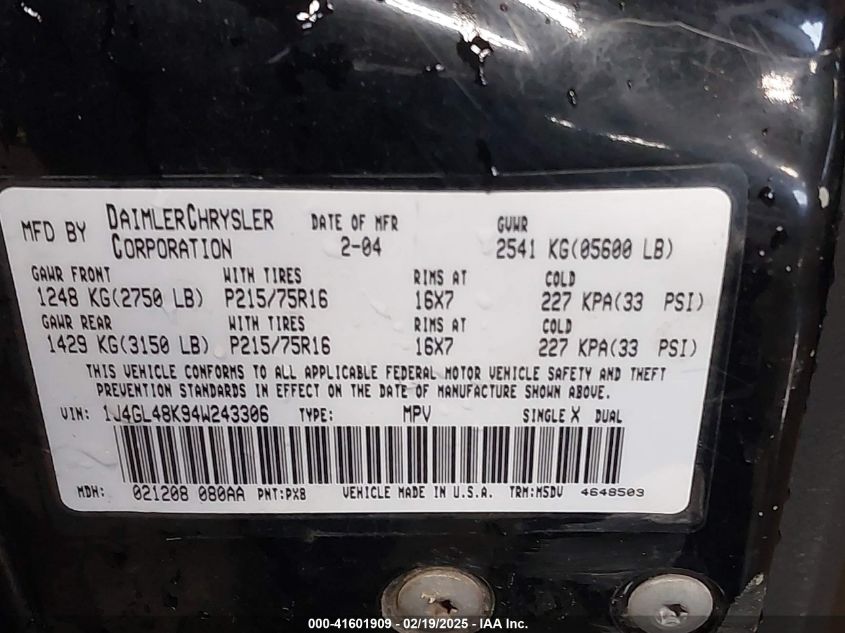 MFD BY DAIMLERCHRYSLER CORPORATION DATE OF MFR 2-04 GVWR 2541 KG(05600 LB)
GAWR FRONT WITH TIRES RIMS AT COLD
1248 KG(2750 LB) P215/75R16 16X7 227 KPA(33 PSI)
GAWR REAR WITH TIRES RIMS AT COLD
1429 KG(3150 LB) P215/75R16 16X7 227 KPA(33 PSI)
THIS VEHICLE CONFORMS TO ALL APPLICABLE FEDERAL MOTOR VEHICLE SAFETY AND THEFT
PREVENTION STANDARDS IN EFFECT ON THE DATE OF MANUFACTURE SHOWN ABOVE.
VIN: 1J4GL48K94W243306 TYPE: MPV SINGLE X DUAL
MDH: 021208 080AA PNT:PX8 VEHICLE MADE IN U.S.A. TRM:MSDV 4648503
000-41601909 - 02/19/2025 - IAA Inc.